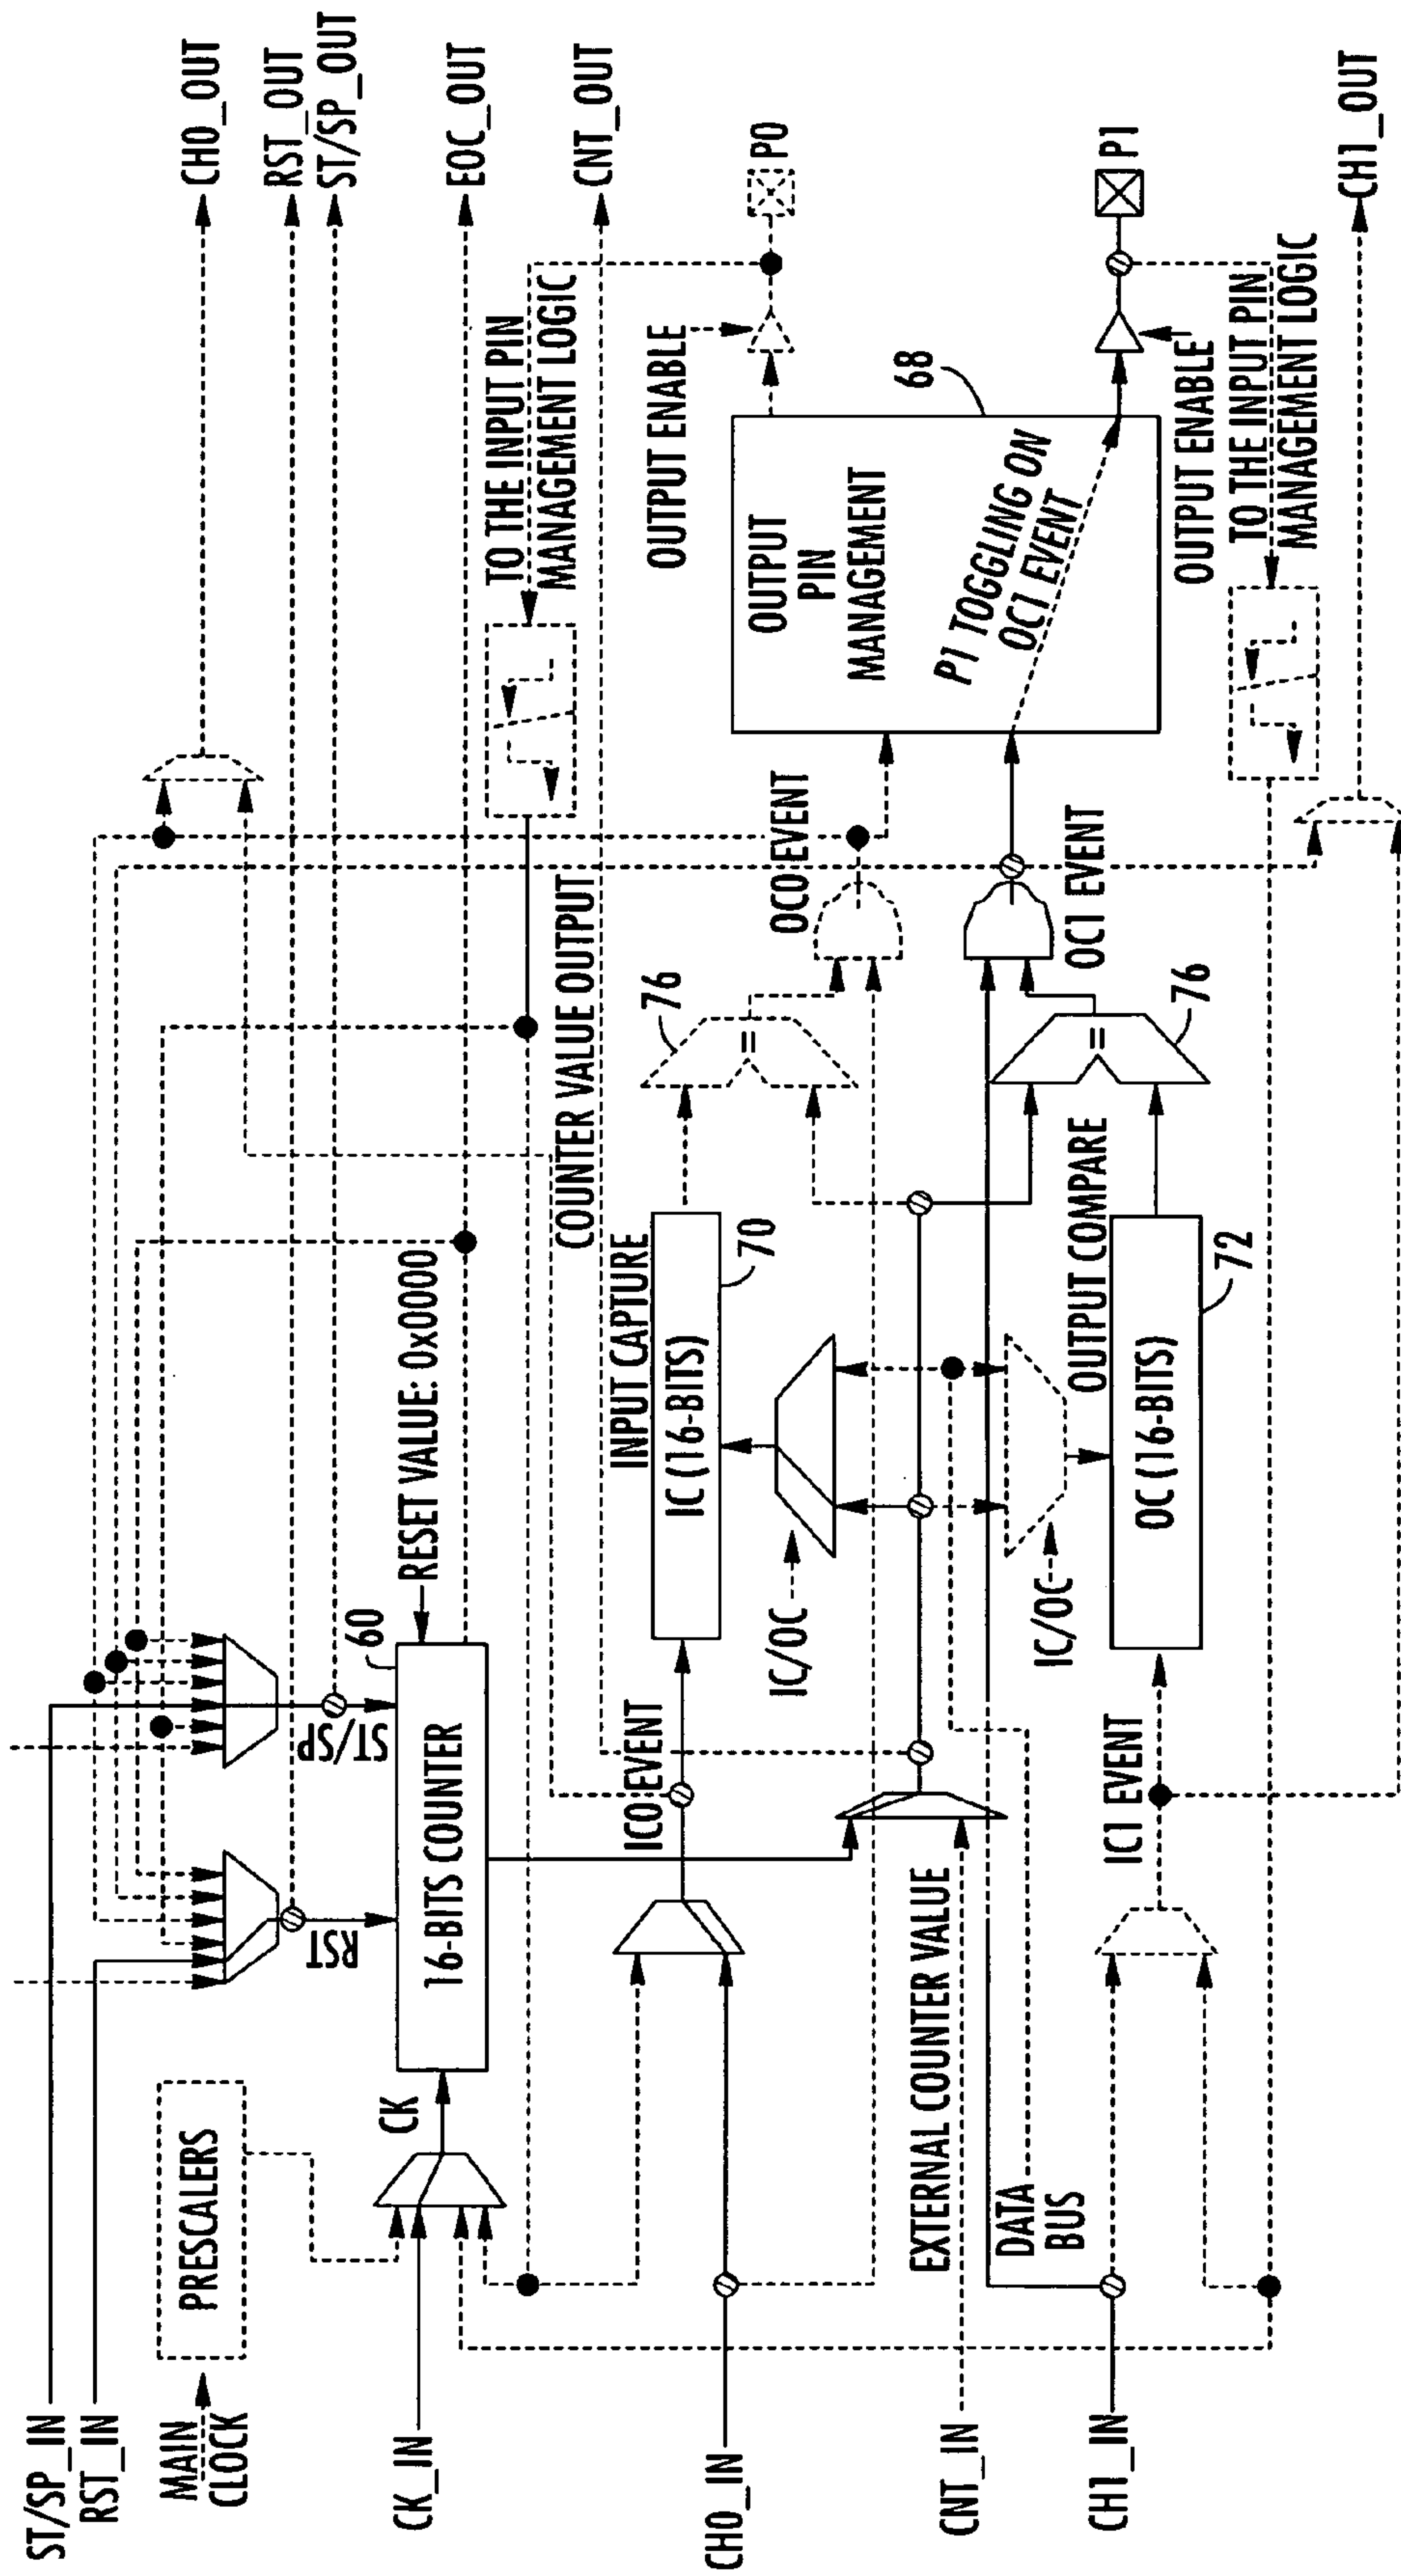 ST/SP_IN
RST_IN
MAIN
CLOCK
PRESCALERS
CK_IN
CK
CH0_IN
CNT_IN
CH1_IN
EXTERNAL COUNTER VALUE
DATA
BUS
RST
ST/SP
16-BITS COUNTER
60
RESET VALUE: 0x0000
IC0 EVENT
IC1 EVENT
INPUT CAPTURE
IC (16-BITS)
70
IC/OC
IC/OC
OUTPUT COMPARE
OC (16-BITS)
72
COUNTER VALUE OUTPUT
76
=
76
=
OC0 EVENT
OC1 EVENT
OUTPUT
PIN
MANAGEMENT
P1 TOGGLING ON
OC1 EVENT
68
TO THE INPUT PIN
MANAGEMENT LOGIC
OUTPUT ENABLE
OUTPUT ENABLE
TO THE INPUT PIN
MANAGEMENT LOGIC
P0
P1
CH0_OUT
RST_OUT
ST/SP_OUT
EOC_OUT
CNT_OUT
CH1_OUT